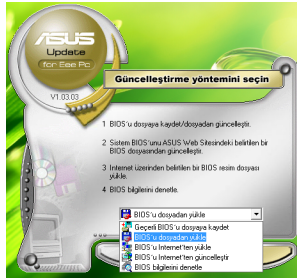 ASUS
Update
for Eee Pc
V1.03.03
Güncelleştirme yöntemini seçin
1 BIOS'u dosyaya kaydet/dosyadan güncelleştir.
2 Sistem BIOS'unu ASUS Web Sitesindeki belirtilen bir
BIOS dosyasından güncelleştir.
3 Internet üzerinden belirtilen bir BIOS resim dosyası
yükle.
4 BIOS bilgilerini denetle.
BIOS'u dosyadan yükle
Geçerli BIOS'u dosyaya kaydet
BIOS'u dosyadan yükle
BIOS'u Internet'ten yükle
BIOS'u Internet'ten güncelleştir
BIOS bilgilerini denetle